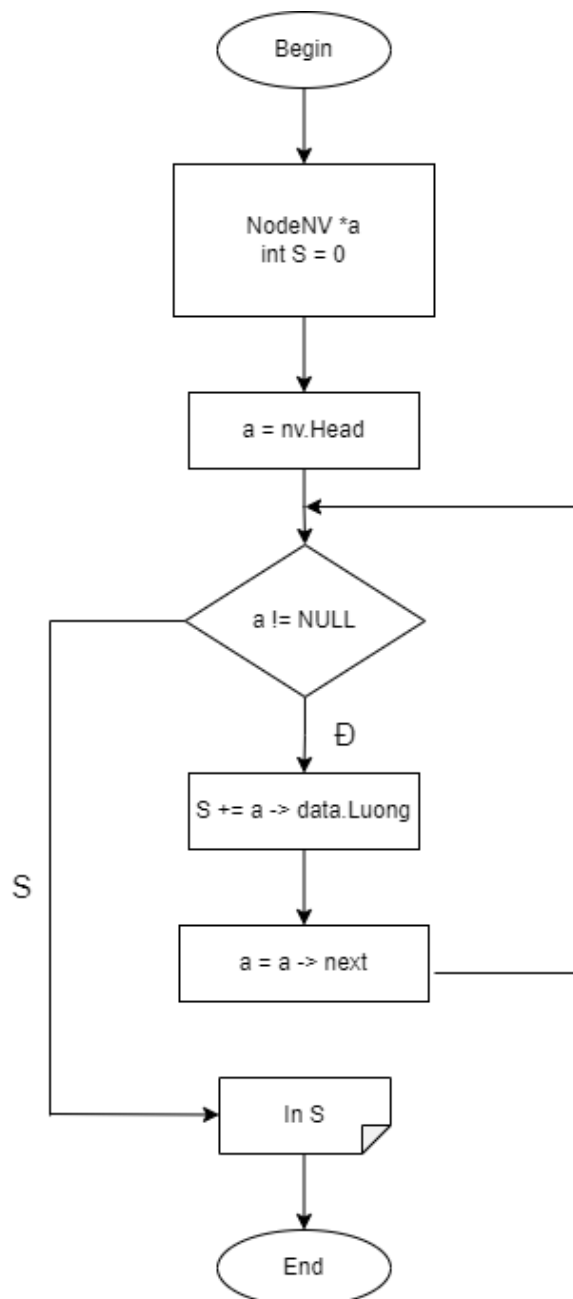 Begin
NodeNV *a
int S = 0
a = nv.Head
a != NULL
Đ
S += a -> data.Luong
S
a = a -> next
In S
End